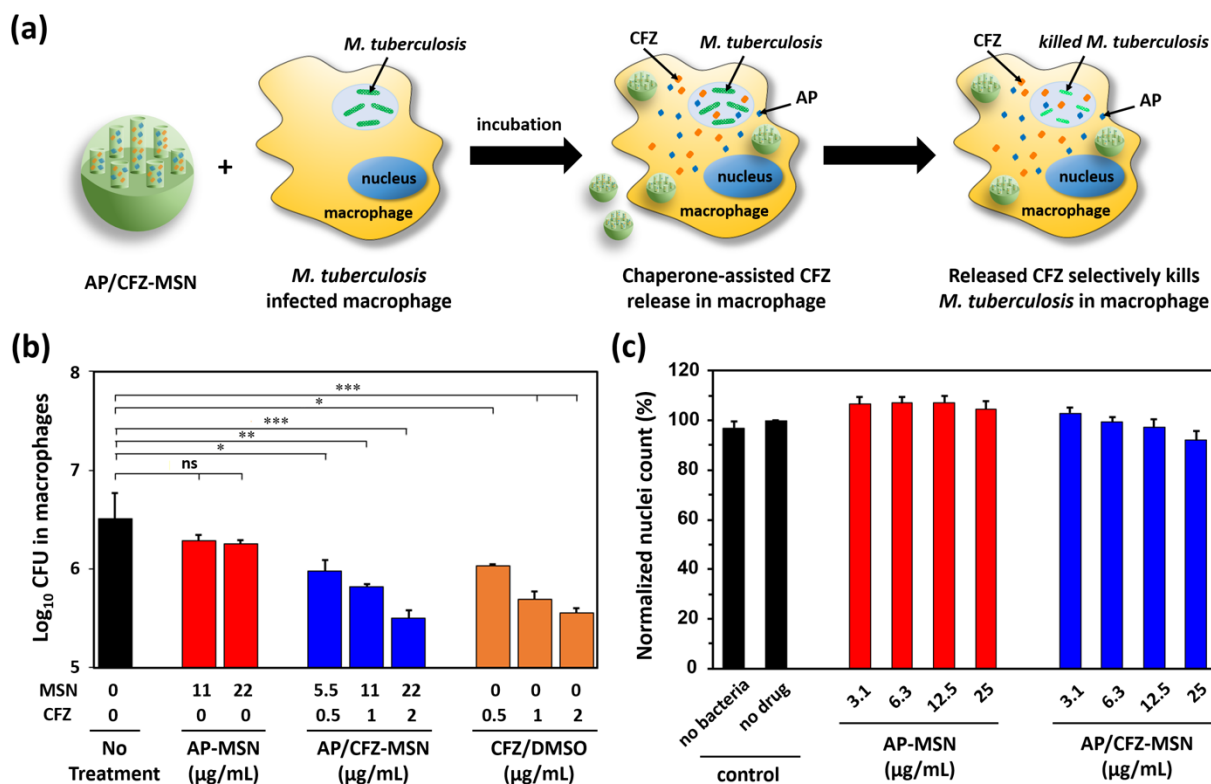 (a)
M. tuberculosis
CFZ
M. tuberculosis
CFZ
killed M. tuberculosis
AP
AP
+
incubation
nucleus
nucleus
nucleus
macrophage
macrophage
macrophage
AP/CFZ-MSN
M. tuberculosis
infected macrophage
Chaperone-assisted CFZ
release in macrophage
Released CFZ selectively kills
M. tuberculosis in macrophage
(b)
Log10 CFU in macrophages
8
7
6
5
***
*
***
**
*
ns
MSN 0 11 22 5.5 11 22 0 0 0
CFZ 0 0 0 0.5 1 2 0.5 1 2
No
Treatment
AP-MSN
(μg/mL)
AP/CFZ-MSN
(μg/mL)
CFZ/DMSO
(μg/mL)
(c)
Normalized nuclei count (%)
120
100
80
60
40
20
0
no bacteria
no drug
3.1
6.3
12.5
25
3.1
6.3
12.5
25
control
AP-MSN
(μg/mL)
AP/CFZ-MSN
(μg/mL)